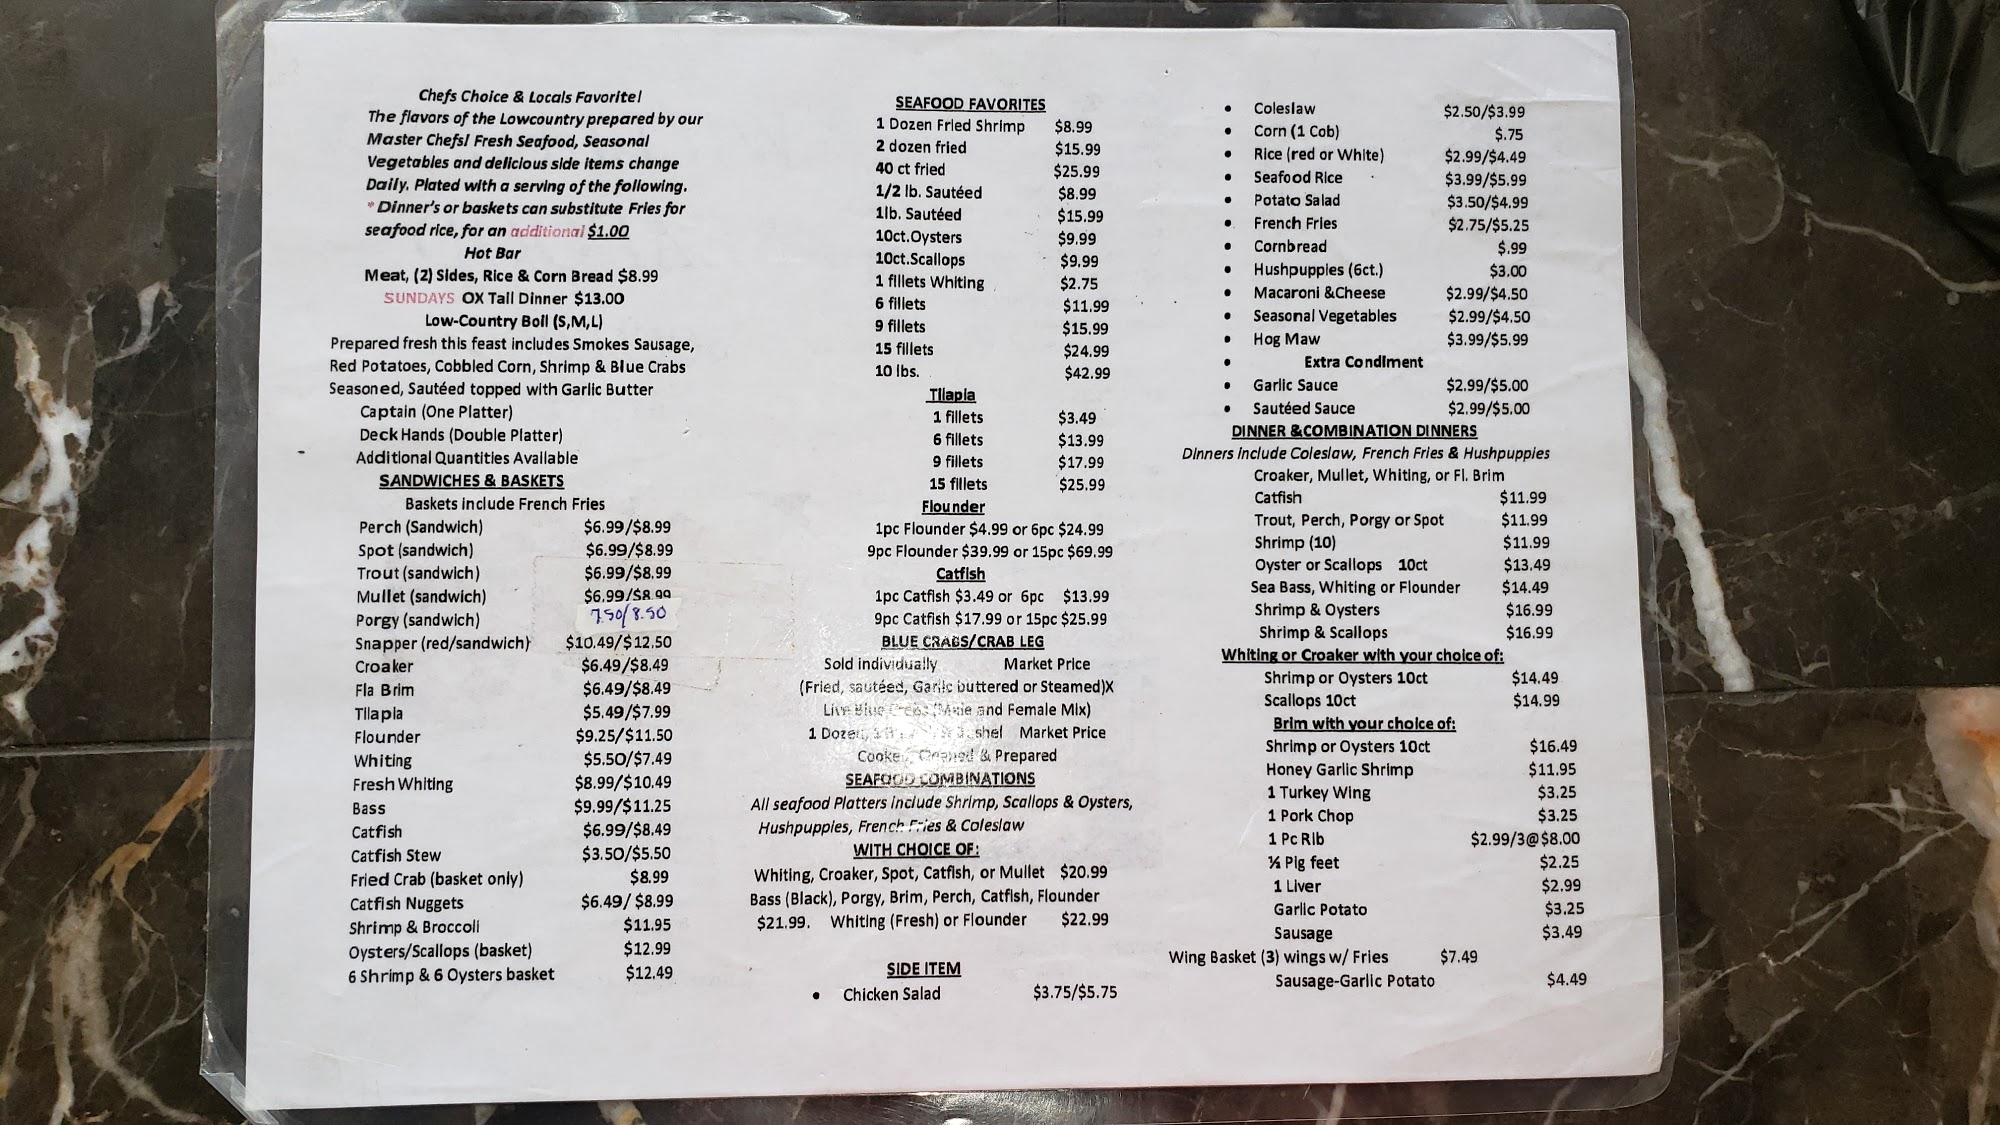 Chefs Choice & Locals Favorite!
The flavors of the Lowcountry prepared by our
Master Chefs! Fresh Seafood, Seasonal
Vegetables and delicious side items change
Daily. Plated with a serving of the following.
* Dinner's or baskets can substitute Fries for
seafood rice, for an additional $1.00
Hot Bar
Meat, (2) Sides, Rice & Corn Bread $8.99
SUNDAYS OX Tail Dinner $13.00
Low-Country Boil (S,M,L)
Prepared fresh this feast includes Smokes Sausage,
Red Potatoes, Cobbled Corn, Shrimp & Blue Crabs
Seasoned, Sautéed topped with Garlic Butter
Captain (One Platter)
Deck Hands (Double Platter)
Additional Quantities Available
SANDWICHES & BASKETS
Baskets include French Fries
Perch (Sandwich) $6.99/$8.99
Spot (sandwich) $6.99/$8.99
Trout (sandwich) $6.99/$8.99
Mullet (sandwich) $6.99/$8.99
Porgy (sandwich) 7.50/8.50
Snapper (red/sandwich) $10.49/$12.50
Croaker $6.49/$8.49
Fla Brim $6.49/$8.49
Tilapia $5.49/$7.99
Flounder $9.25/$11.50
Whiting $5.50/$7.49
Fresh Whiting $8.99/$10.49
Bass $9.99/$11.25
Catfish $6.99/$8.49
Catfish Stew $3.50/$5.50
Fried Crab (basket only) $8.99
Catfish Nuggets $6.49/ $8.99
Shrimp & Broccoli $11.95
Oysters/Scallops (basket) $12.99
6 Shrimp & 6 Oysters basket $12.49
SEAFOOD FAVORITES
1 Dozen Fried Shrimp $8.99
2 dozen fried $15.99
40 ct fried $25.99
1/2 lb. Sautéed $8.99
1lb. Sautéed $15.99
10ct.Oysters $9.99
10ct.Scallops $9.99
1 fillets Whiting $2.75
6 fillets $11.99
9 fillets $15.99
15 fillets $24.99
10 lbs. $42.99
Tilapia
1 fillets $3.49
6 fillets $13.99
9 fillets $17.99
15 fillets $25.99
Flounder
1pc Flounder $4.99 or 6pc $24.99
9pc Flounder $39.99 or 15pc $69.99
Catfish
1pc Catfish $3.49 or 6pc $13.99
9pc Catfish $17.99 or 15pc $25.99
BLUE CRABS/CRAB LEG
Sold individually Market Price
(Fried, sautéed, Garlic buttered or Steamed)X
Live Blue Crabs (Male and Female Mix)
1 Dozen, Market Price
Cooked, Cleaned & Prepared
SEAFOOD COMBINATIONS
All seafood Platters include Shrimp, Scallops & Oysters,
Hushpuppies, French Fries & Coleslaw
WITH CHOICE OF:
Whiting, Croaker, Spot, Catfish, or Mullet $20.99
Bass (Black), Porgy, Brim, Perch, Catfish, Flounder
$21.99. Whiting (Fresh) or Flounder $22.99
SIDE ITEM
• Chicken Salad $3.75/$5.75
• Coleslaw $2.50/$3.99
• Corn (1 Cob) $.75
• Rice (red or White) $2.99/$4.49
• Seafood Rice $3.99/$5.99
• Potato Salad $3.50/$4.99
• French Fries $2.75/$5.25
• Cornbread $.99
• Hushpuppies (6ct.) $3.00
• Macaroni &Cheese $2.99/$4.50
• Seasonal Vegetables $2.99/$4.50
• Hog Maw $3.99/$5.99
• Extra Condiment
• Garlic Sauce $2.99/$5.00
• Sautéed Sauce $2.99/$5.00
DINNER &COMBINATION DINNERS
Dinners include Coleslaw, French Fries & Hushpuppies
Croaker, Mullet, Whiting, or Fl. Brim
Catfish $11.99
Trout, Perch, Porgy or Spot $11.99
Shrimp (10) $11.99
Oyster or Scallops 10ct $13.49
Sea Bass, Whiting or Flounder $14.49
Shrimp & Oysters $16.99
Shrimp & Scallops $16.99
Whiting or Croaker with your choice of:
Shrimp or Oysters 10ct $14.49
Scallops 10ct $14.99
Brim with your choice of:
Shrimp or Oysters 10ct $16.49
Honey Garlic Shrimp $11.95
1 Turkey Wing $3.25
1 Pork Chop $3.25
1 Pc Rib $2.99/3@$8.00
½ Pig feet $2.25
1 Liver $2.99
Garlic Potato $3.25
Sausage $3.49
Wing Basket (3) wings w/ Fries $7.49
Sausage-Garlic Potato $4.49